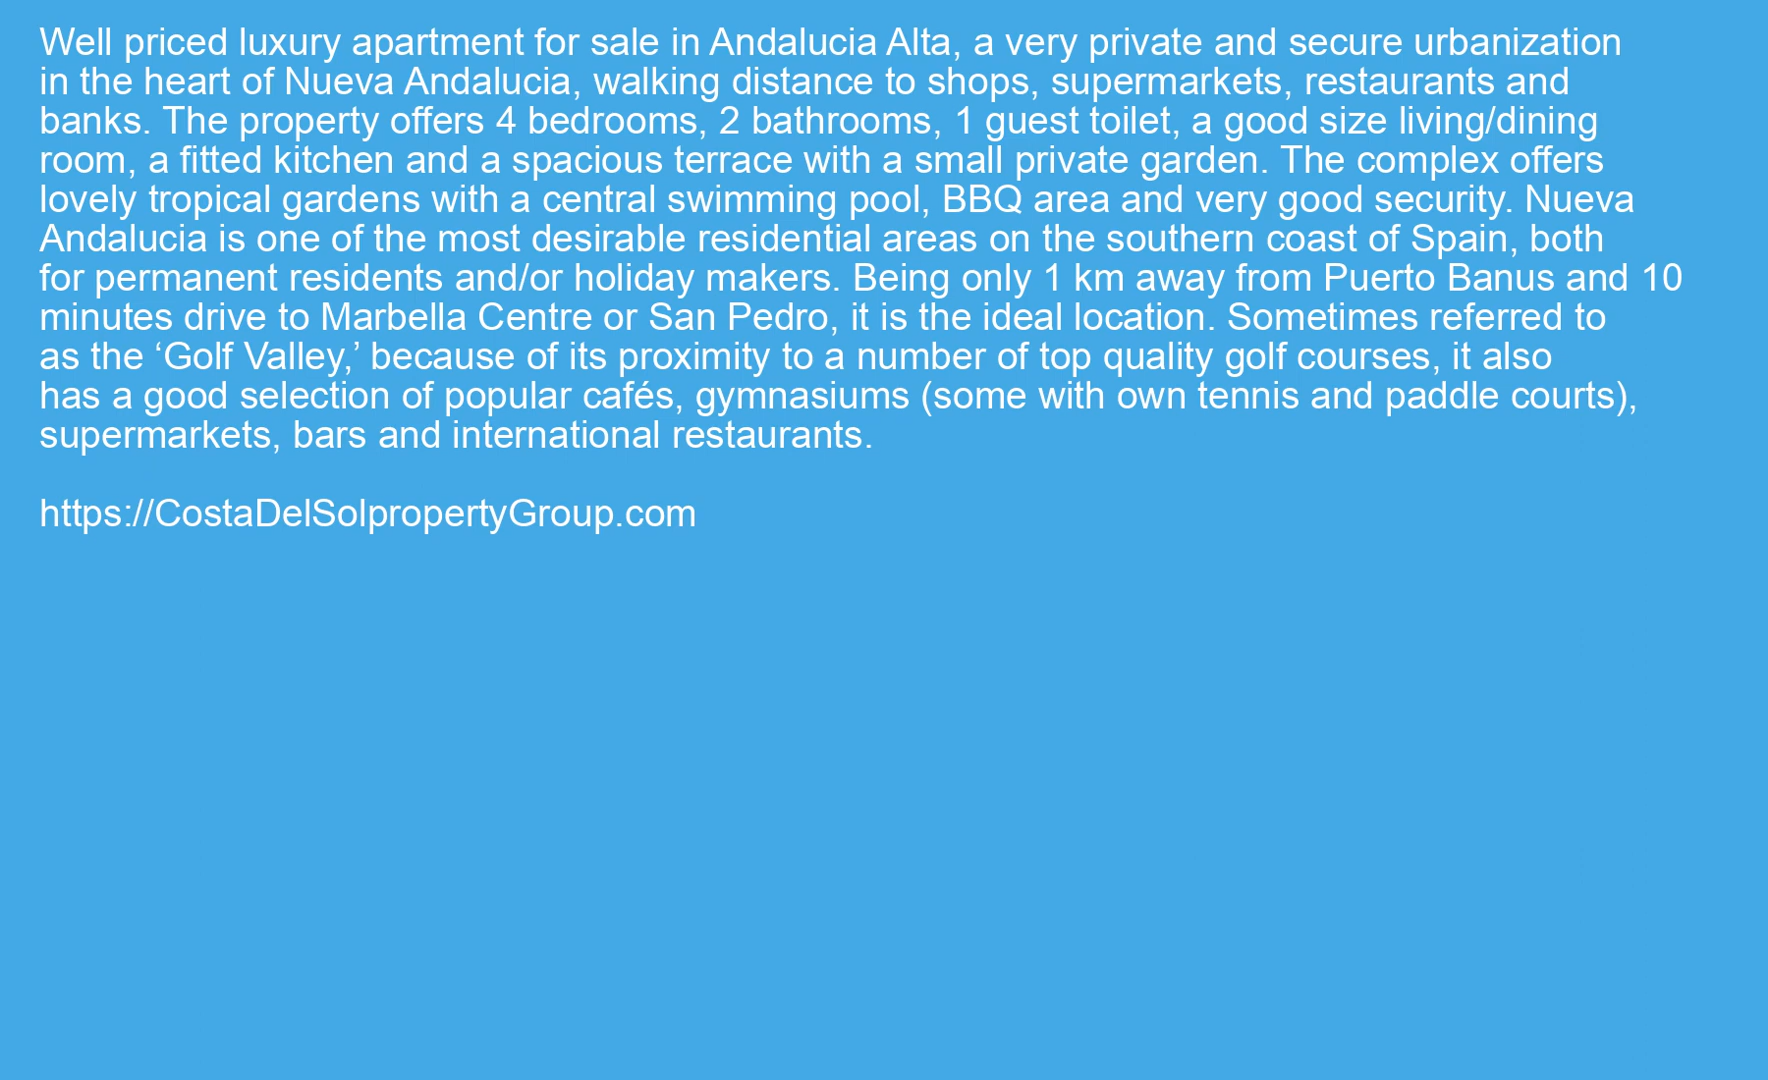 Well priced luxury apartment for sale in Andalucia Alta, a very private and secure urbanization
in the heart of Nueva Andalucia, walking distance to shops, supermarkets, restaurants and
banks. The property offers 4 bedrooms, 2 bathrooms, 1 guest toilet, a good size living/dining
room, a fitted kitchen and a spacious terrace with a small private garden. The complex offers
lovely tropical gardens with a central swimming pool, BBQ area and very good security. Nueva
Andalucia is one of the most desirable residential areas on the southern coast of Spain, both
for permanent residents and/or holiday makers. Being only 1 km away from Puerto Banus and 10
minutes drive to Marbella Centre or San Pedro, it is the ideal location. Sometimes referred to
as the ‘Golf Valley,’ because of its proximity to a number of top quality golf courses, it also
has a good selection of popular cafés, gymnasiums (some with own tennis and paddle courts),
supermarkets, bars and international restaurants.
https://CostaDelSolpropertyGroup.com